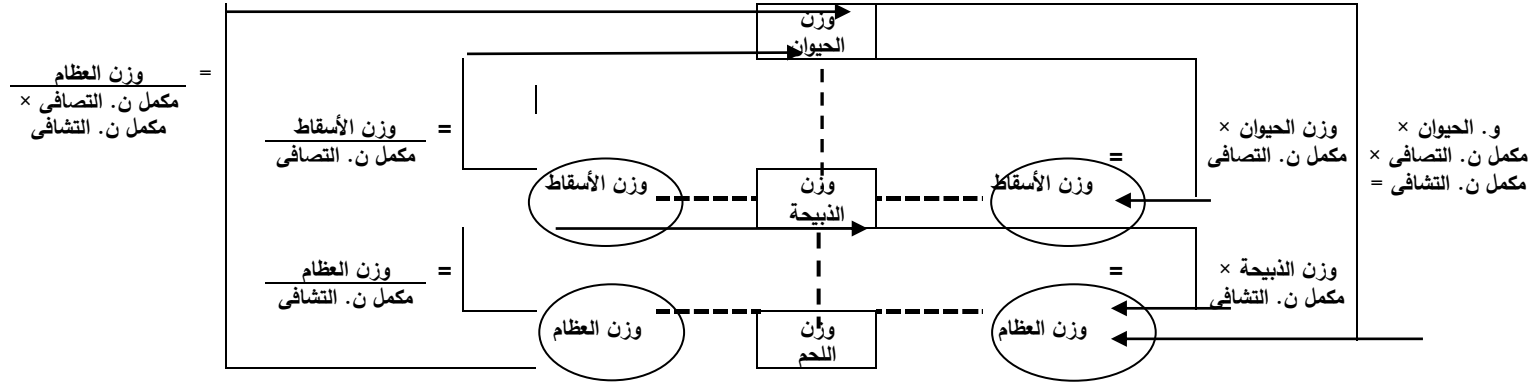 وزن
الحيوان
وزن العظام
مكمل ن. التصافى ×
مكمل ن. التشافى
=
وزن الأسقاط
مكمل ن. التصافى
=
وزن الحيوان ×
مكمل ن. التصافى
=
و. الحيوان ×
مكمل ن. التصافى ×
مكمل ن. التشافى =
وزن الأسقاط
وزن
الذبيحة
وزن الأسقاط
وزن العظام
مكمل ن. التشافى
=
وزن الذبيحة ×
مكمل ن. التشافى
=
وزن العظام
وزن
اللحم
وزن العظام